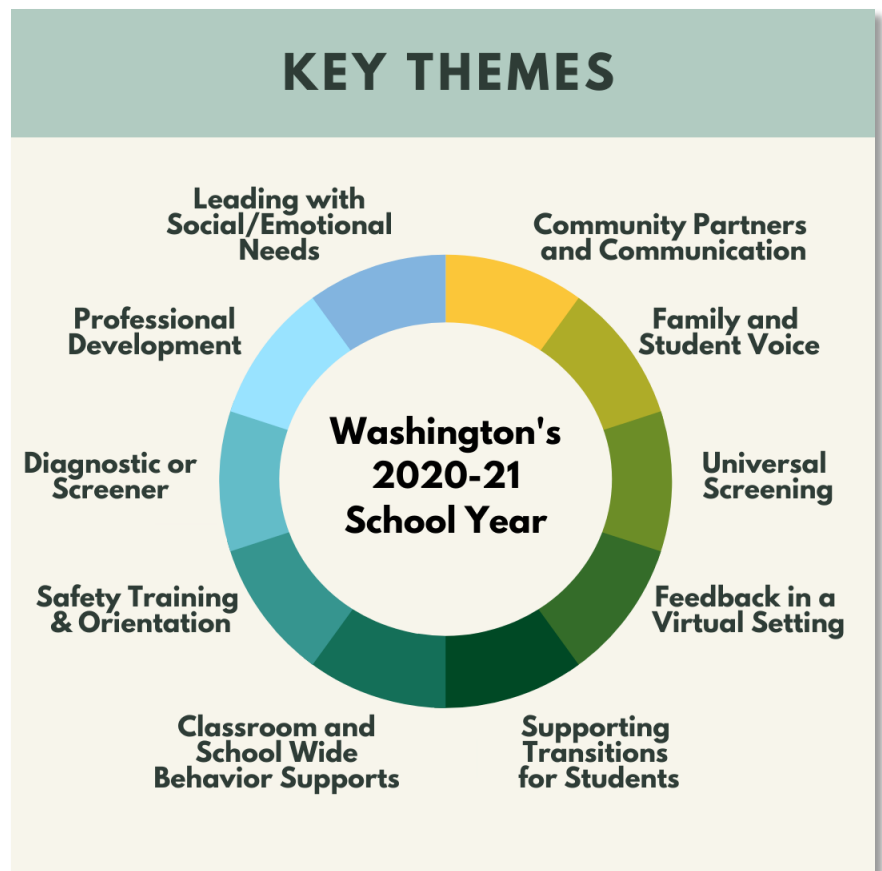 KEY THEMES
Leading with
Social/Emotional
Needs
Community Partners
and Communication
Professional
Development
Family and
Student Voice
Washington's
2020-21
School Year
Diagnostic or
Screener
Universal
Screening
Safety Training
& Orientation
Feedback in a
Virtual Setting
Classroom and
School Wide
Behavior Supports
Supporting
Transitions
for Students